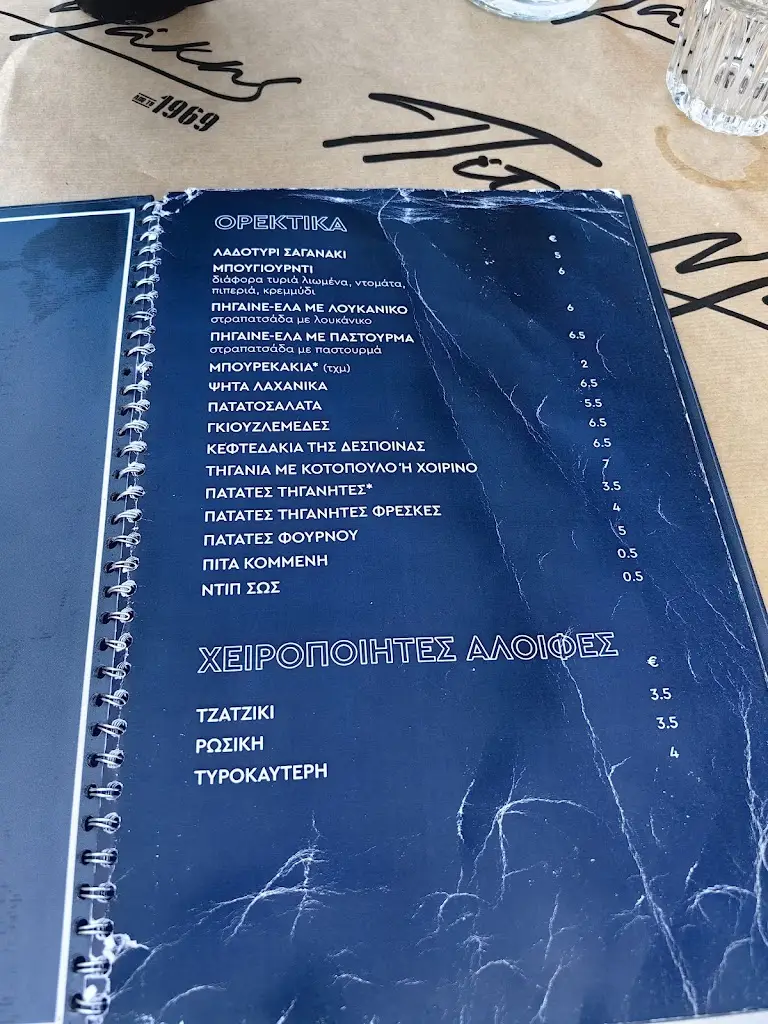 Σάκης
ΑΠΟ ΤΟ
1969
ΟΡΕΚΤΙΚΑ
€
ΛΑΔΟΤΥΡΙ ΣΑΓΑΝΑΚΙ 5
ΜΠΟΥΓΙΟΥΡΝΤΙ 6
διάφορα τυριά λιωμένα, ντομάτα,
πιπεριά, κρεμμύδι
ΠΗΓΑΙΝΕ-ΕΛΑ ΜΕ ΛΟΥΚΑΝΙΚΟ 6
στραπατσάδα με λουκάνικο
ΠΗΓΑΙΝΕ-ΕΛΑ ΜΕ ΠΑΣΤΟΥΡΜΑ 6.5
στραπατσάδα με παστουρμά
ΜΠΟΥΡΕΚΑΚΙΑ* (τχμ) 2
ΨΗΤΑ ΛΑΧΑΝΙΚΑ 6,5
ΠΑΤΑΤΟΣΑΛΑΤΑ 5.5
ΓΚΙΟΥΖΛΕΜΕΔΕΣ 6.5
ΚΕΦΤΕΔΑΚΙΑ ΤΗΣ ΔΕΣΠΟΙΝΑΣ 6.5
ΤΗΓΑΝΙΑ ΜΕ ΚΟΤΟΠΟΥΛΟ Ή ΧΟΙΡΙΝΟ 7
ΠΑΤΑΤΕΣ ΤΗΓΑΝΗΤΕΣ* 3.5
ΠΑΤΑΤΕΣ ΤΗΓΑΝΗΤΕΣ ΦΡΕΣΚΕΣ 4
ΠΑΤΑΤΕΣ ΦΟΥΡΝΟΥ 5
ΠΙΤΑ ΚΟΜΜΕΝΗ 0.5
ΝΤΙΠ ΣΩΣ 0.5
ΧΕΙΡΟΠΟΙΗΤΕΣ ΑΛΟΙΦΕΣ
€
ΤΖΑΤΖΙΚΙ 3.5
ΡΩΣΙΚΗ 3.5
ΤΥΡΟΚΑΥΤΕΡΗ 4